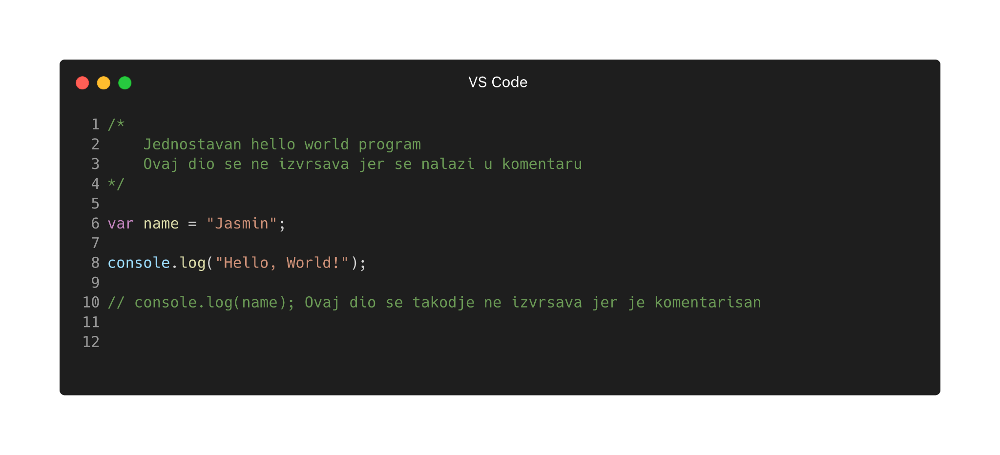 VS Code
1 /*
2     Jednostavan hello world program
3     Ovaj dio se ne izvrsava jer se nalazi u komentaru
4 */
5
6 var name = "Jasmin";
7
8 console.log("Hello, World!");
9
10 // console.log(name); Ovaj dio se takodje ne izvrsava jer je komentarisan
11
12